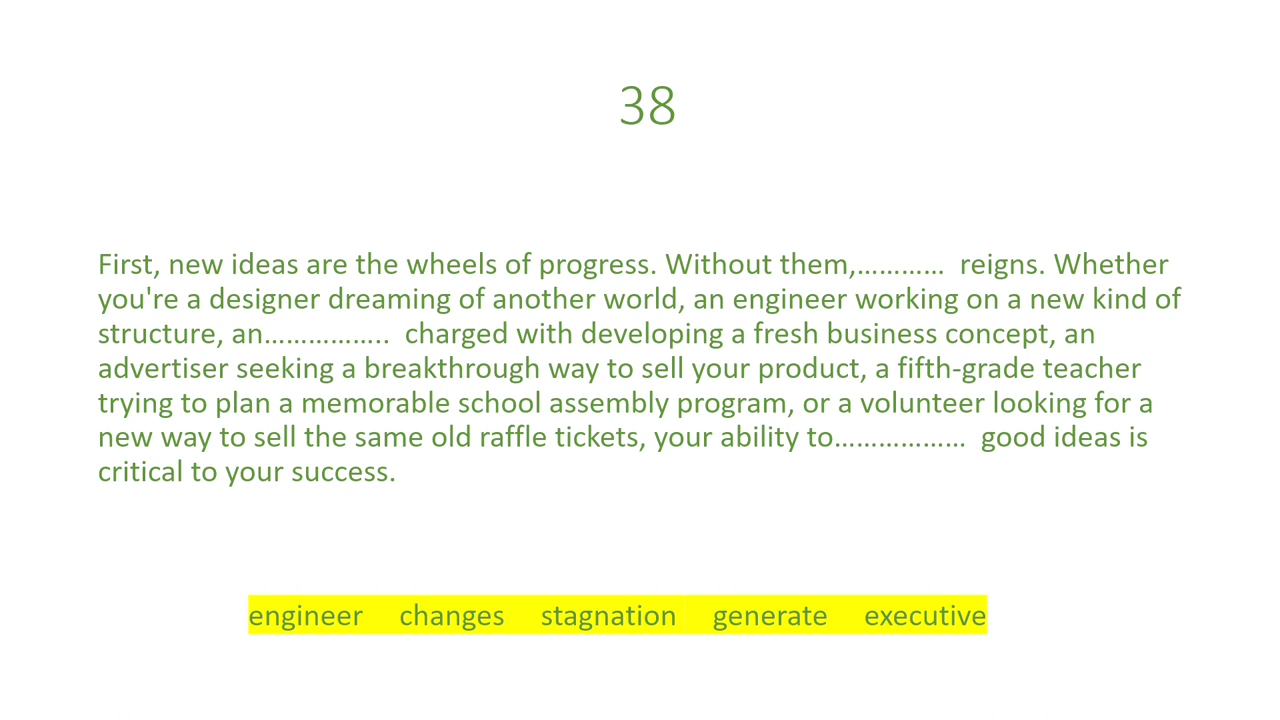 38
First, new ideas are the wheels of progress. Without them,………… reigns. Whether
you're a designer dreaming of another world, an engineer working on a new kind of
structure, an…………….. charged with developing a fresh business concept, an
advertiser seeking a breakthrough way to sell your product, a fifth-grade teacher
trying to plan a memorable school assembly program, or a volunteer looking for a
new way to sell the same old raffle tickets, your ability to……………… good ideas is
critical to your success.
engineer changes stagnation generate executive